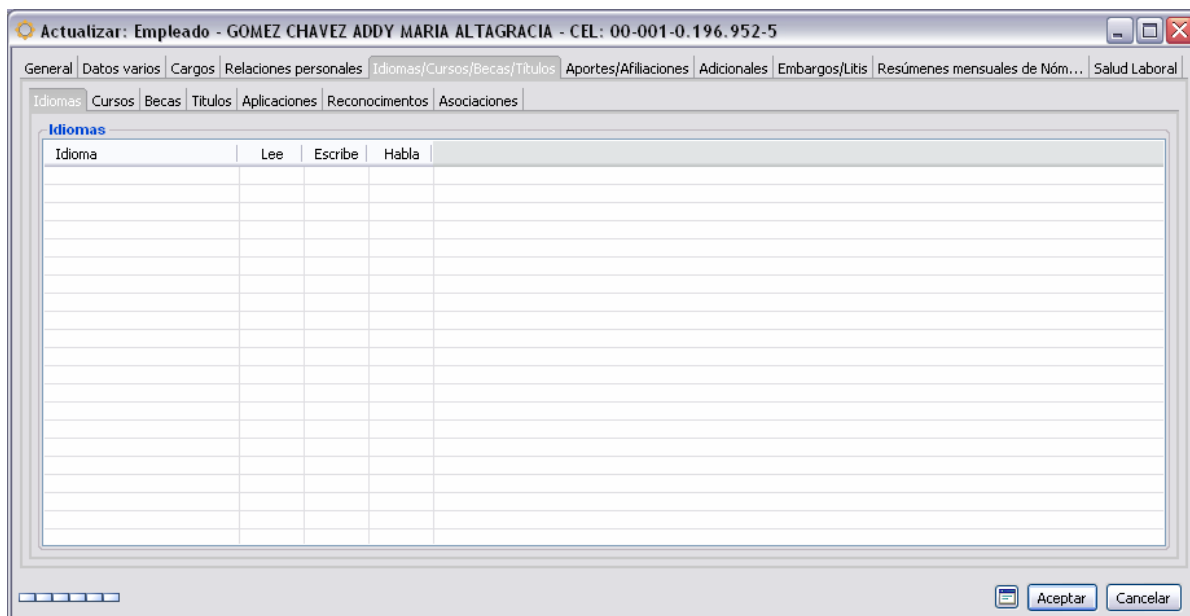 Actualizar: Empleado - GOMEZ CHAVEZ ADDY MARIA ALTAGRACIA - CEL: 00-001-0.196.952-5
General Datos varios Cargos Relaciones personales Idiomas/Cursos/Becas/Títulos Aportes/Afiliaciones Adicionales Embargos/Litis Resúmenes mensuales de Nóm... Salud Laboral
Idiomas Cursos Becas Titulos Aplicaciones Reconocimentos Asociaciones
Idiomas
Idioma Lee Escribe Habla
Aceptar Cancelar